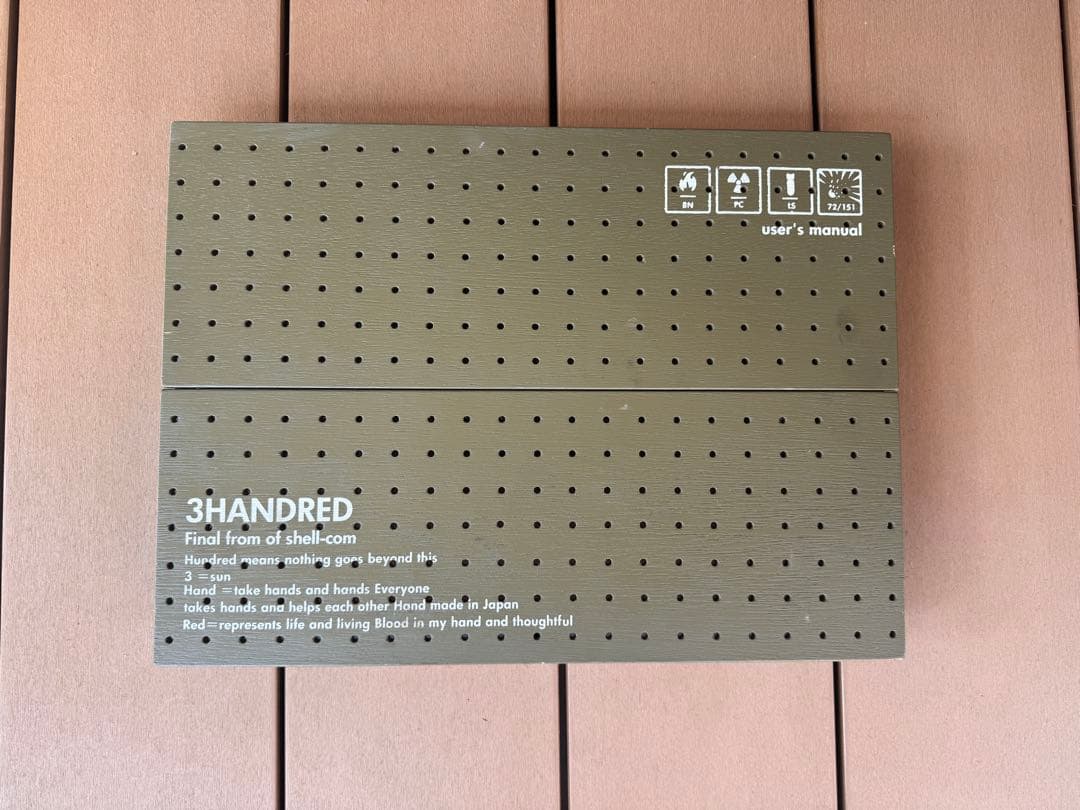 BN
PC
LS
72/151
user's manual
3HANDRED
Final from of shell-com
Hundred means nothing goes beyond this
3 =sun
Hand =take hands and hands Everyone
takes hands and helps each other Hand made in Japan
Red=represents life and living Blood in my hand and thoughtful